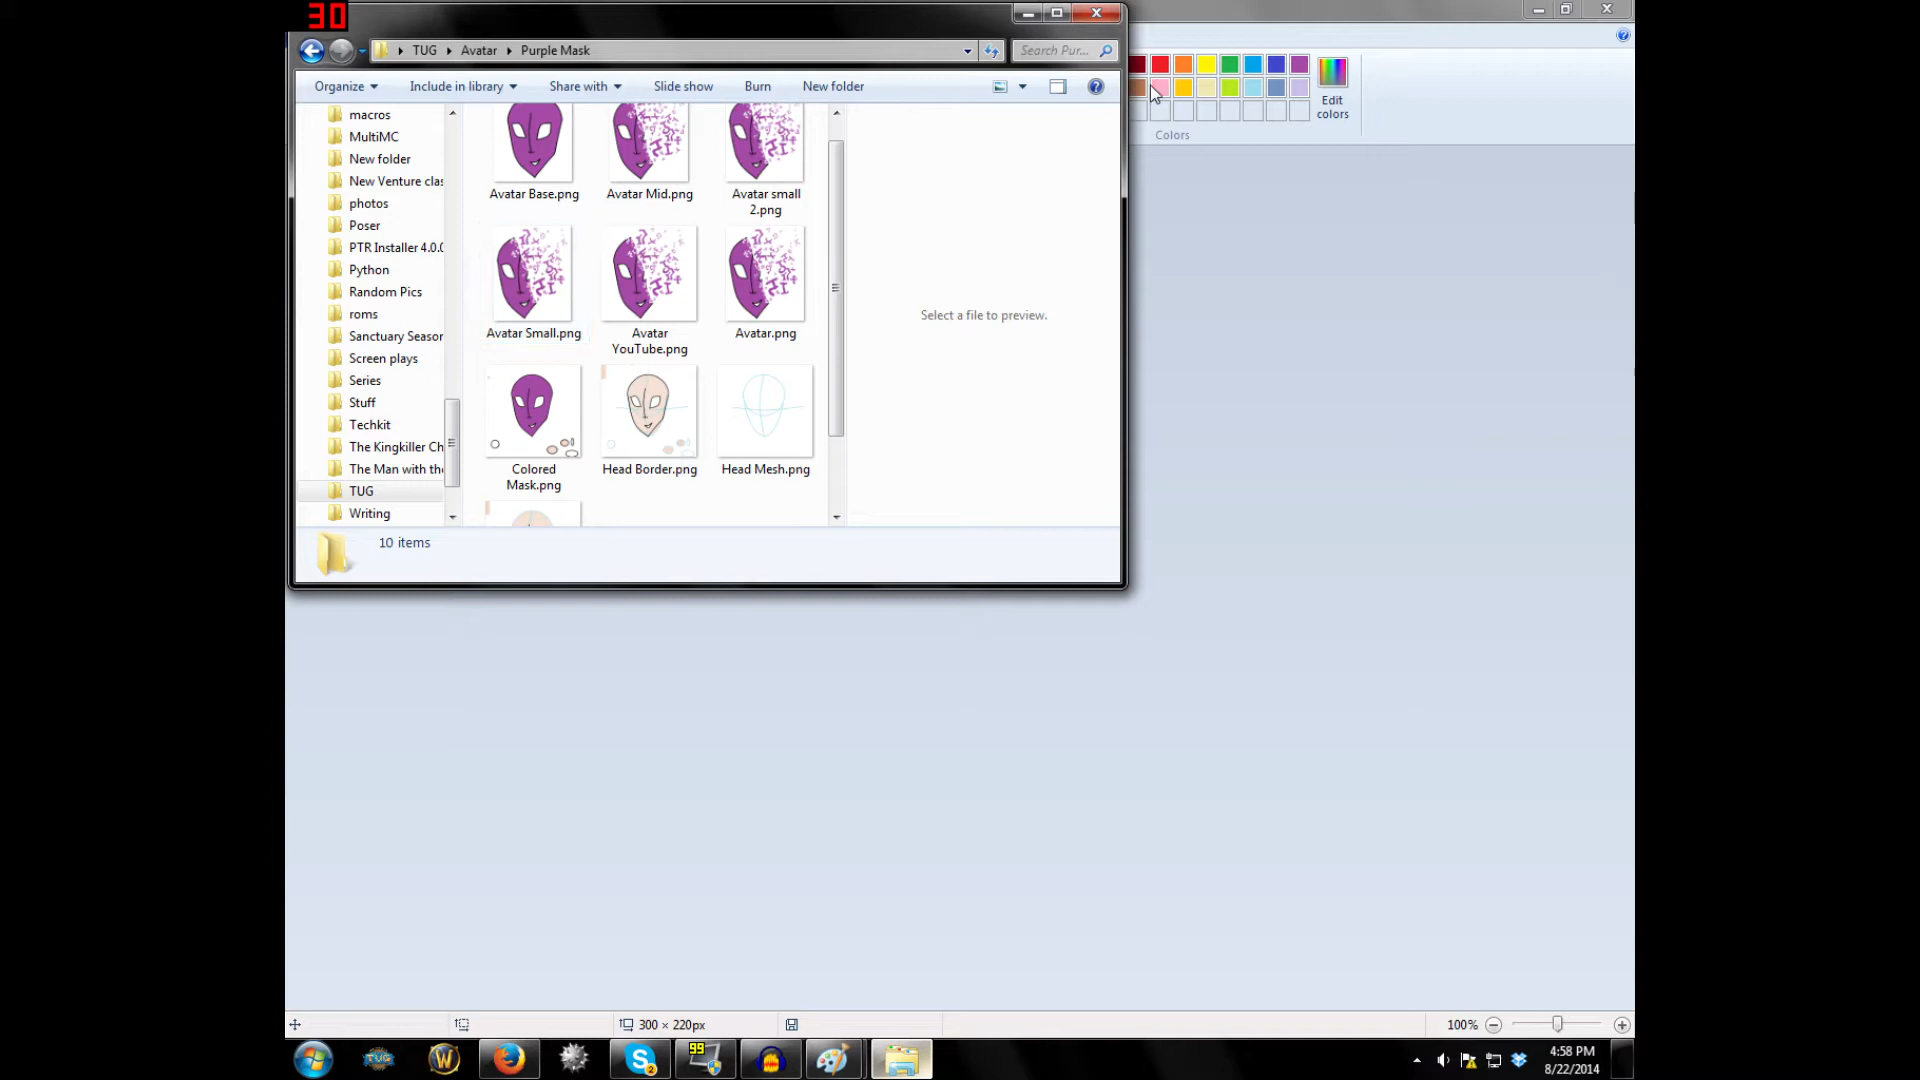 30
TUG Avatar Purple Mask
Search Pur...
Organize Include in library Share with Slide show Burn New folder
macros
MultiMC
New folder
New Venture clas
photos
Poser
PTR Installer 4.0.0
Python
Random Pics
roms
Sanctuary Season
Screen plays
Series
Stuff
Techkit
The Kingkiller Ch
The Man with the
TUG
Writing
Avatar Base.png
Avatar Mid.png
Avatar small
2.png
Avatar Small.png
Avatar
YouTube.png
Avatar.png
Colored
Mask.png
Head Border.png
Head Mesh.png
Select a file to preview.
10 items
Edit
colors
Colors
300 × 220px
100%
TUG
W
2
99
4:58 PM
8/22/2014